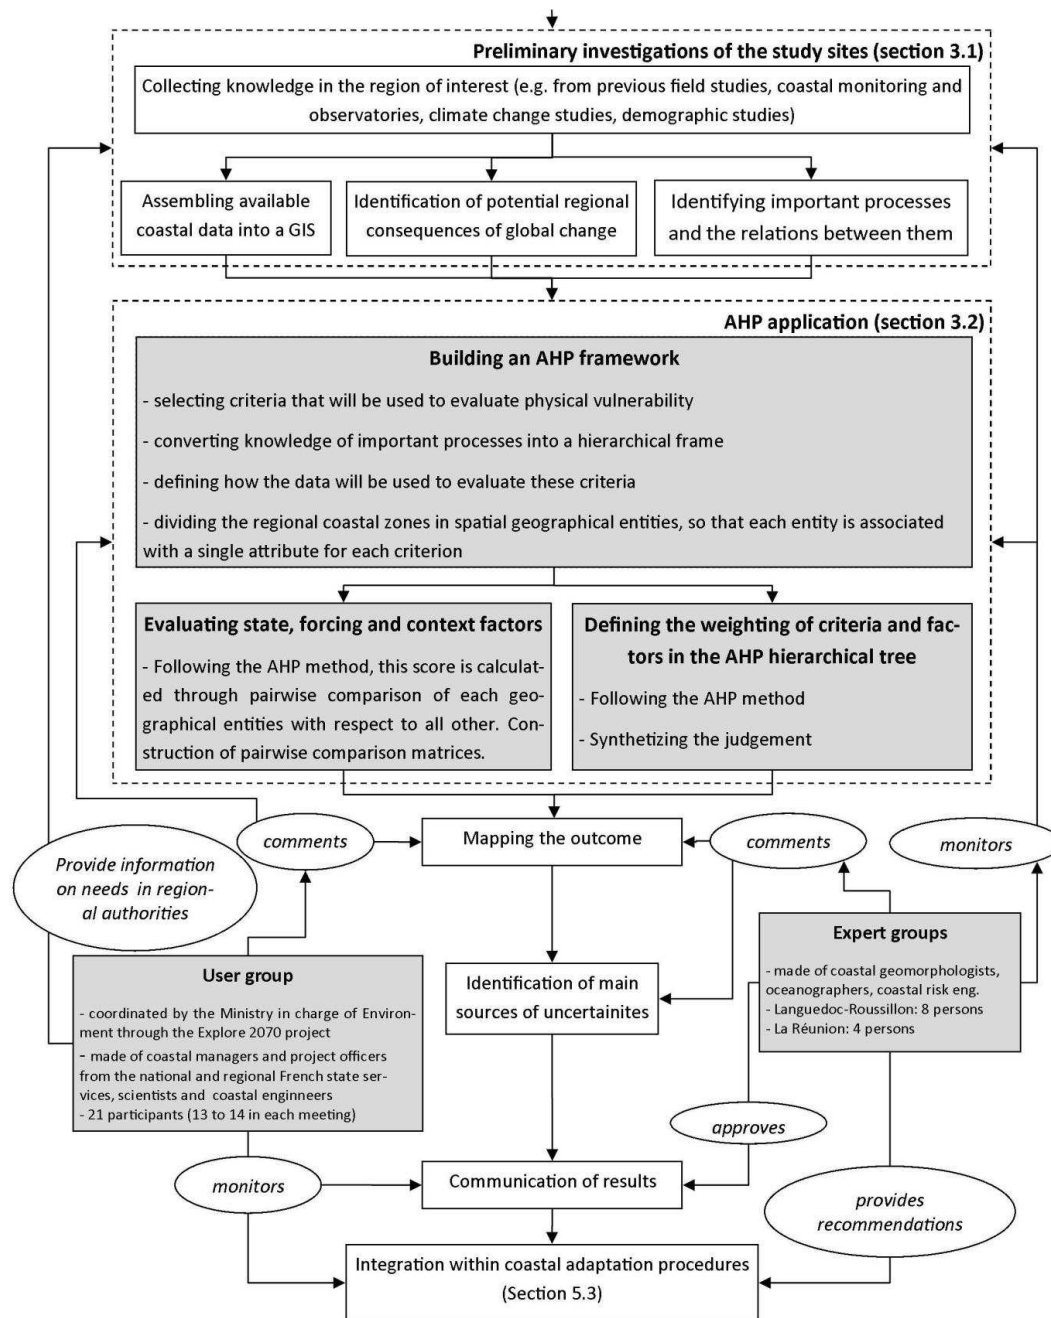 Preliminary investigations of the study sites (section 3.1)
Collecting knowledge in the region of interest (e.g. from previous field studies, coastal monitoring and
observatories, climate change studies, demographic studies)
Assembling available
coastal data into a GIS
Identification of potential regional
consequences of global change
Identifying important processes
and the relations between them
AHP application (section 3.2)
Building an AHP framework
- selecting criteria that will be used to evaluate physical vulnerability
- converting knowledge of important processes into a hierarchical frame
- defining how the data will be used to evaluate these criteria
- dividing the regional coastal zones in spatial geographical entities, so that each entity is associated
with a single attribute for each criterion
Evaluating state, forcing and context factors
- Following the AHP method, this score is calculat-
ed through pairwise comparison of each geo-
graphical entities with respect to all other. Con-
struction of pairwise comparison matrices.
Defining the weighting of criteria and fac-
tors in the AHP hierarchical tree
- Following the AHP method
- Synthetizing the judgement
comments
Mapping the outcome
comments
monitors
Provide information
on needs in region-
al authorities
User group
- coordinated by the Ministry in charge of Environ-
ment through the Explore 2070 project
- made of coastal managers and project officers
from the national and regional French state ser-
vices, scientists and coastal enginneers
- 21 participants (13 to 14 in each meeting)
Identification of main
sources of uncertainites
Expert groups
- made of coastal geomorphologists,
oceanographers, coastal risk eng.
- Languedoc-Roussillon: 8 persons
- La Réunion: 4 persons
approves
monitors
Communication of results
provides
recommendations
Integration within coastal adaptation procedures
(Section 5.3)